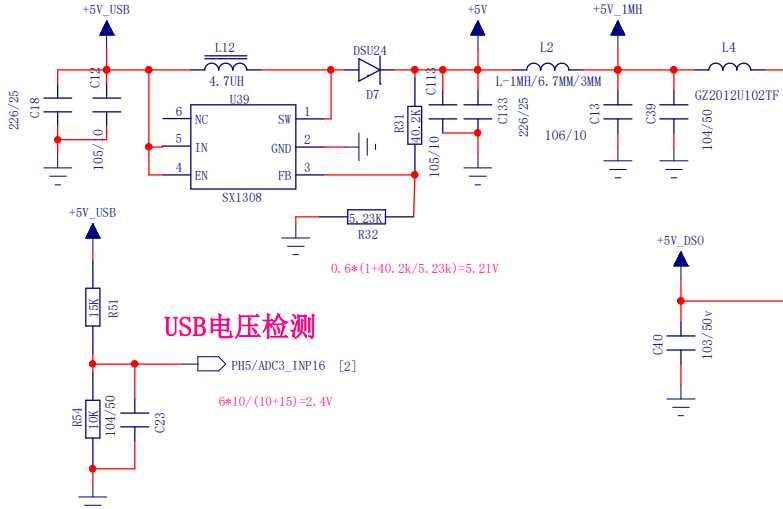 +5V_USB
+5V
+5V_1MH
L12
4.7UH
DSU24
D7
L2
L-1MH/6.7MM/3MM
L4
GZ2012U102TF
226/25
C18
C12
105/10
U39
6
NC
SW
1
5
IN
GND
2
4
EN
FB
3
SX1308
R31
40.2K
C113
105/10
C133
226/25
106/10
C13
C39
104/50
5.23K
R32
0.6*(1+40.2k/5.23k)=5.21V
+5V_USB
15K
R51
USB电压检测
PH5/ADC3_INP16 [2]
6*10/(10+15)=2.4V
R54
10K
104/50
C23
+5V_DSO
C40
103/50v